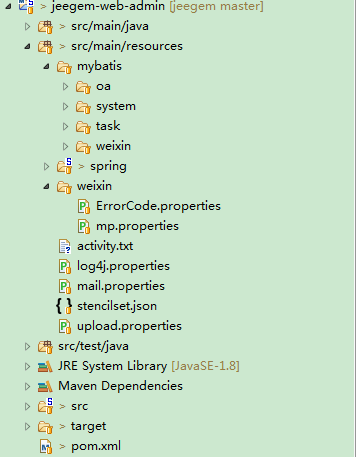 > jeegem-web-admin [jeegem master]
> src/main/java
> src/main/resources
mybatis
oa
system
task
weixin
> spring
weixin
ErrorCode.properties
mp.properties
activity.txt
log4j.properties
mail.properties
stencilset.json
upload.properties
src/test/java
JRE System Library [JavaSE-1.8]
Maven Dependencies
> src
> target
> pom.xml